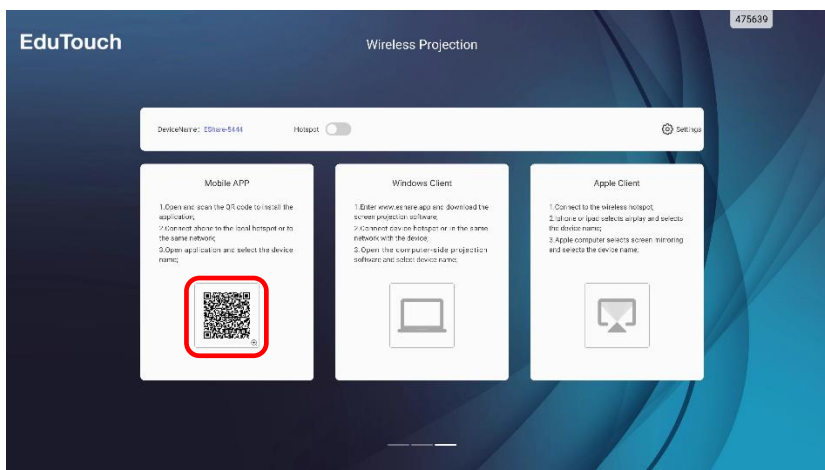 475639
EduTouch
Wireless Projection
DeviceName: EShare-5444
Hotspot
Settings
Mobile APP
1.Open and scan the QR code to install the
application;
2.Connect phone to the local hotspot or to
the same network;
3.Open application and select the device
name;
Windows Client
1.Enter www.eshare.app and download the
screen projection software;
2.Connect device hotspot or in the same
network with the device;
3.Open the computer-side projection
software and select device name;
Apple Client
1.Connect to the wireless hotspot;
2.Iphone or ipad selects airplay and selects
the device name;
3.Apple computer selects screen mirroring
and selects the device name;